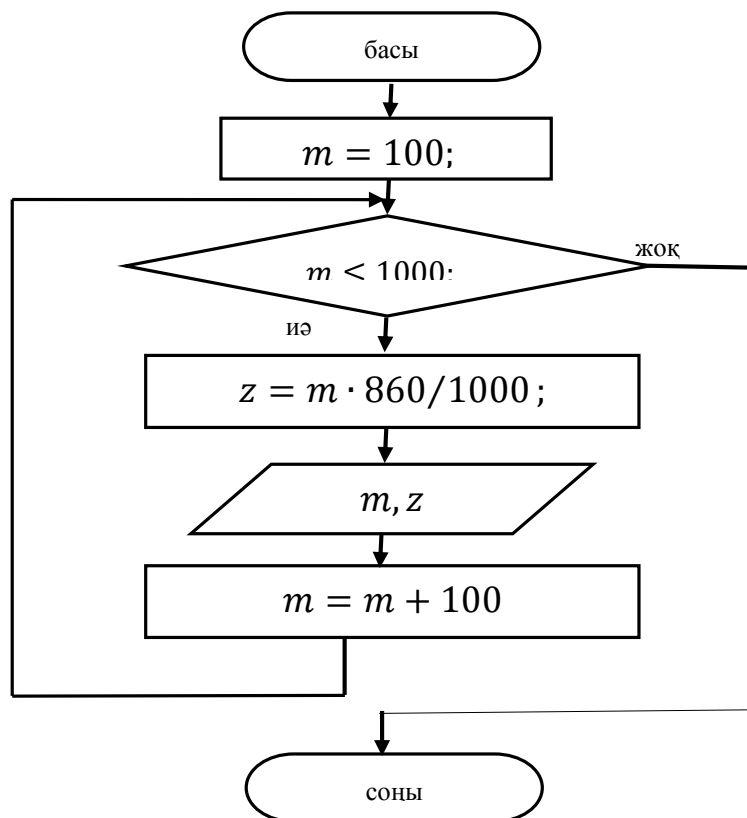 басы
m = 100;
m < 1000;
жоқ
иә
z = m · 860/1000 ;
m, z
m = m + 100
соңы